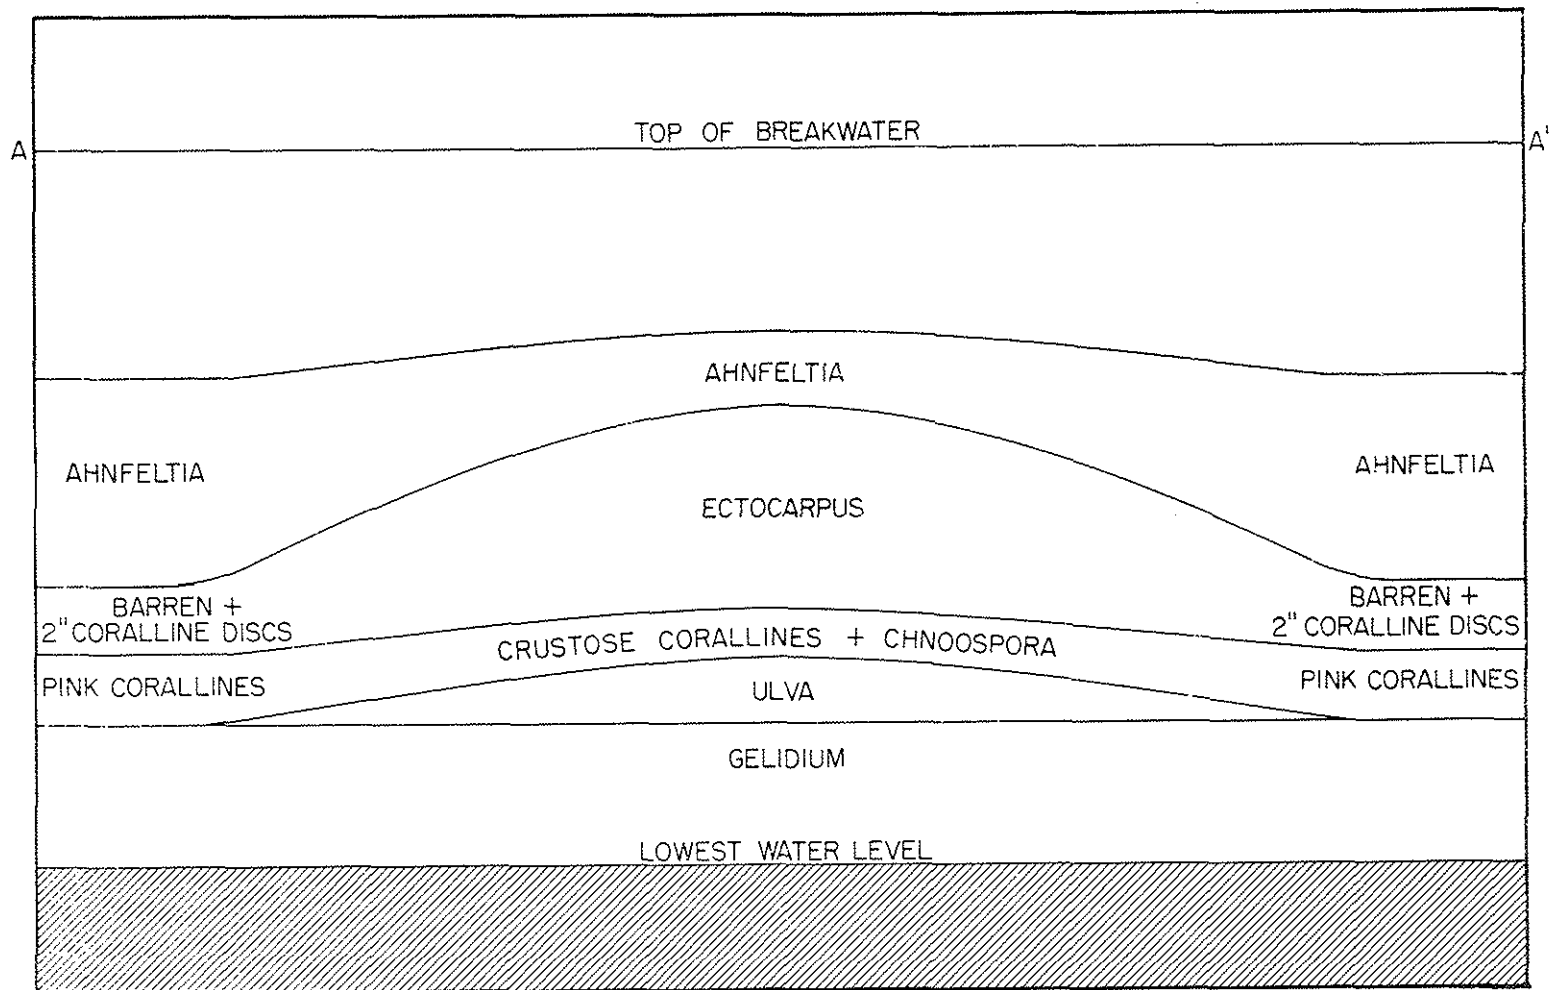 TOP OF BREAKWATER
A
A'
AHNFELTIA
AHNFELTIA
AHNFELTIA
ECTOCARPUS
BARREN +
2" CORALLINE DISCS
BARREN +
2" CORALLINE DISCS
CRUSTOSE CORALLINES + CHNOOSPORA
PINK CORALLINES
ULVA
PINK CORALLINES
GELIDIUM
LOWEST WATER LEVEL